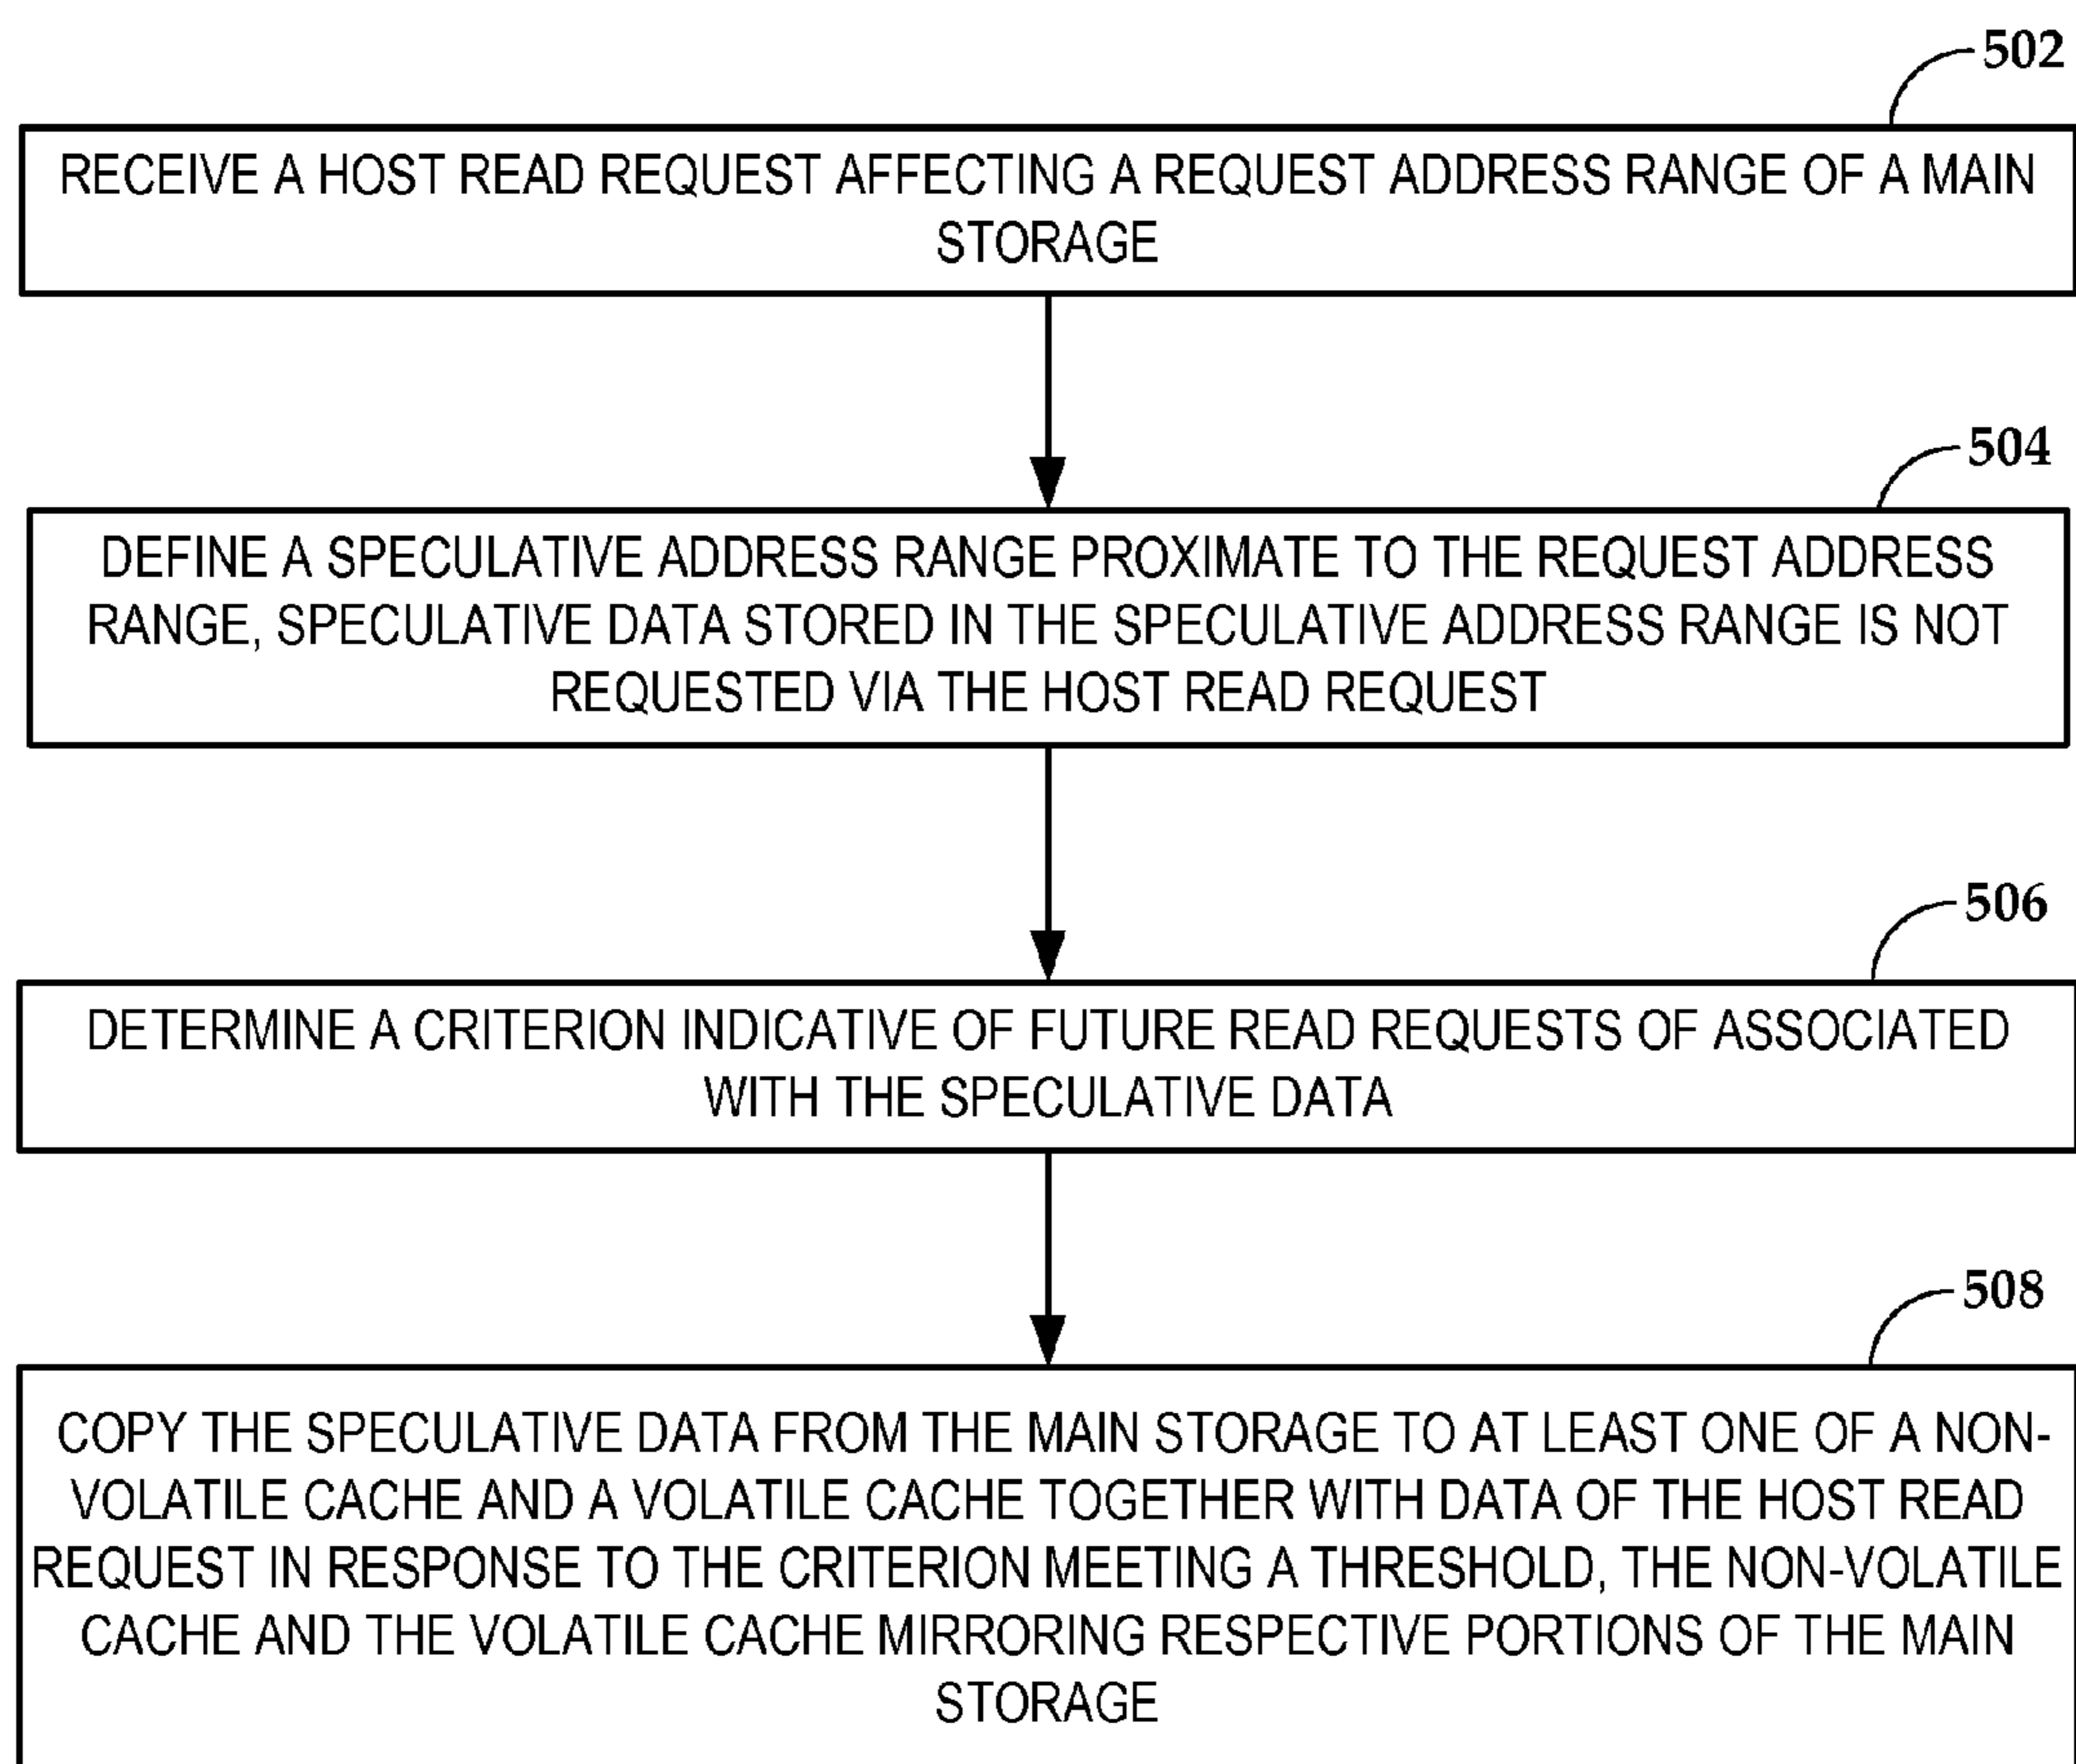 502
RECEIVE A HOST READ REQUEST AFFECTING A REQUEST ADDRESS RANGE OF A MAIN
STORAGE
504
DEFINE A SPECULATIVE ADDRESS RANGE PROXIMATE TO THE REQUEST ADDRESS
RANGE, SPECULATIVE DATA STORED IN THE SPECULATIVE ADDRESS RANGE IS NOT
REQUESTED VIA THE HOST READ REQUEST
506
DETERMINE A CRITERION INDICATIVE OF FUTURE READ REQUESTS OF ASSOCIATED
WITH THE SPECULATIVE DATA
508
COPY THE SPECULATIVE DATA FROM THE MAIN STORAGE TO AT LEAST ONE OF A NON-
VOLATILE CACHE AND A VOLATILE CACHE TOGETHER WITH DATA OF THE HOST READ
REQUEST IN RESPONSE TO THE CRITERION MEETING A THRESHOLD, THE NON-VOLATILE
CACHE AND THE VOLATILE CACHE MIRRORING RESPECTIVE PORTIONS OF THE MAIN
STORAGE